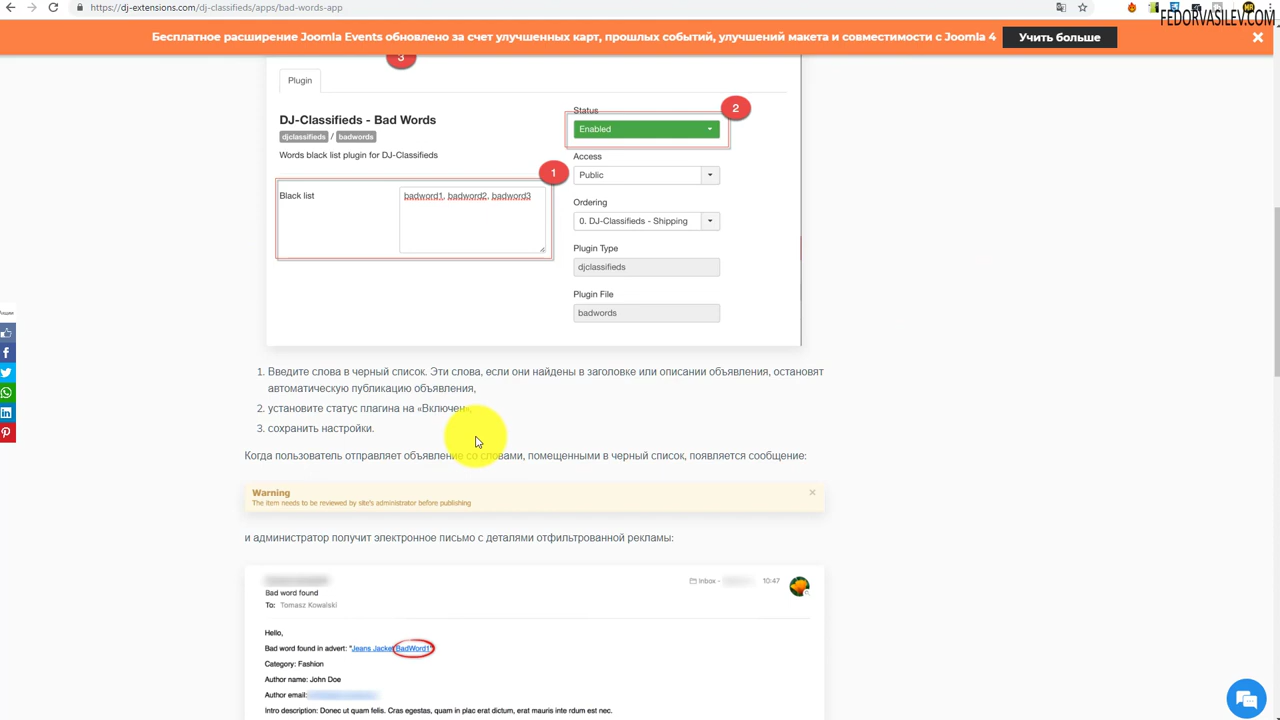 https://dj-extensions.com/dj-classifieds/apps/bad-words-app
FEDORVASILEV.COM
Бесплатное расширение Joomla Events обновлено за счет улучшенных карт, прошлых событий, улучшений макета и совместимости с Joomla 4
Учить больше
3
Plugin
Status
2
DJ-Classifieds - Bad Words
Enabled
djclassifieds / badwords
Words black list plugin for DJ-Classifieds
Access
1
Public
Black list
badword1, badword2, badword3
Ordering
0. DJ-Classifieds - Shipping
Plugin Type
djclassifieds
Plugin File
badwords
1. Введите слова в черный список. Эти слова, если они найдены в заголовке или описании объявления, остановят
автоматическую публикацию объявления,
2. установите статус плагина на «Включен»,
3. сохранить настройки.
Когда пользователь отправляет объявление со словами, помещенными в черный список, появляется сообщение:
Warning
The item needs to be reviewed by site's administrator before publishing
и администратор получит электронное письмо с деталями отфильтрованной рекламы:
Inbox -
10:47
Bad word found
To: Tomasz Kowalski
Hello,
Bad word found in advert: "Jeans Jacket BadWord1"
Category: Fashion
Author name: John Doe
Author email:
Intro description: Donec ut quam felis. Cras egestas, quam in plac erat dictum, erat mauris inte rdum est nec.